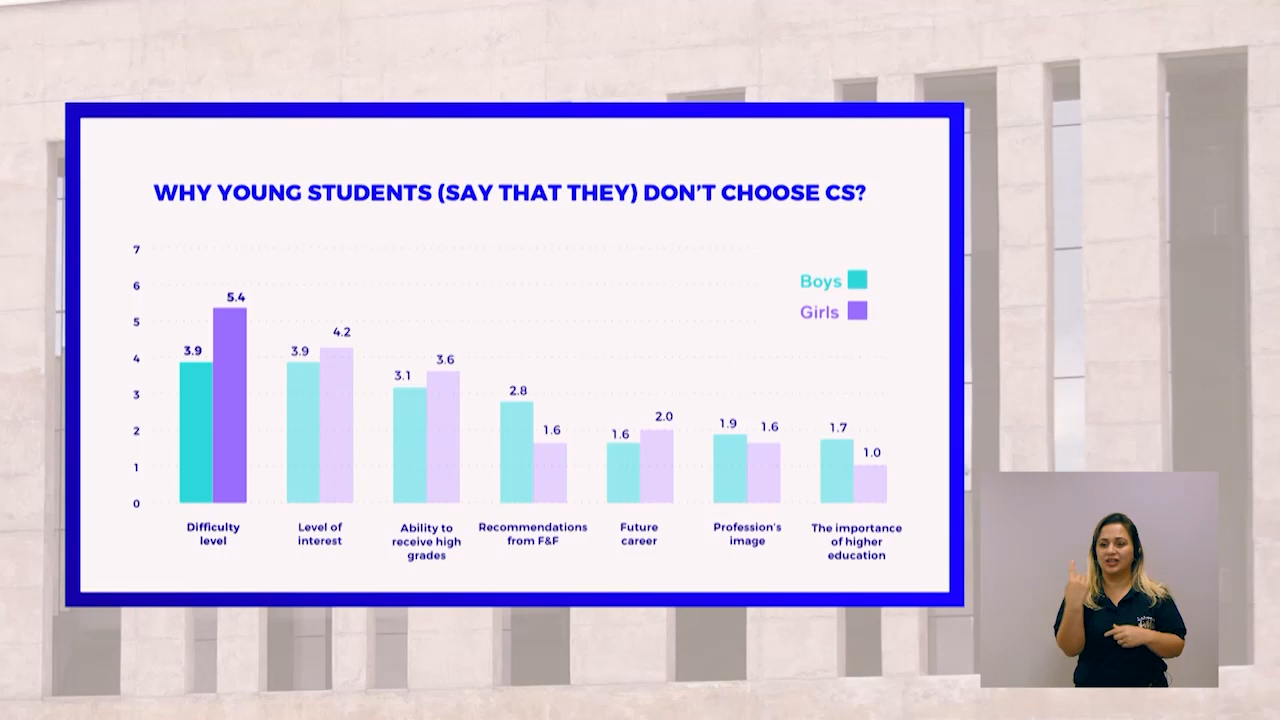 WHY YOUNG STUDENTS (SAY THAT THEY) DON'T CHOOSE CS?
7
6
5
4
3
2
1
0
Boys
Girls
3.9
5.4
3.9
4.2
3.1
3.6
2.8
1.6
1.6
2.0
1.9
1.6
1.7
1.0
Difficulty
level
Level of
interest
Ability to
receive high
grades
Recommendations
from F&F
Future
career
Profession's
image
The importance
of higher
education